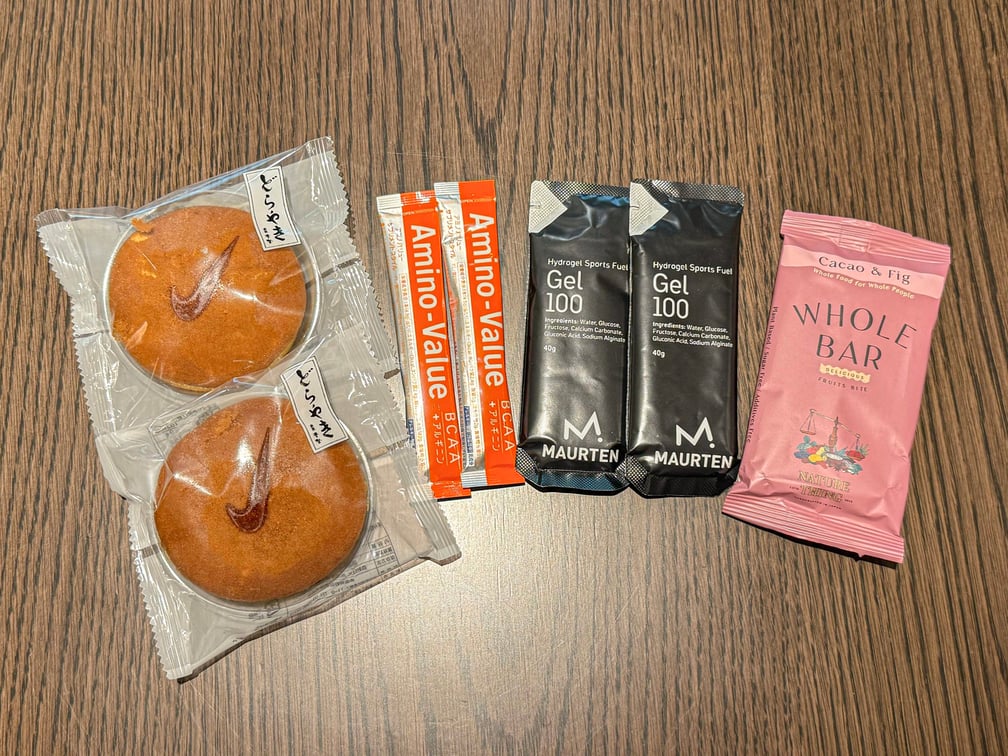 どらやき
どらやき
Amino-Value
BCAA
+アルギニン
Amino-Value
BCAA
+アルギニン
Hydrogel Sports Fuel
Gel
100
Ingredients: Water, Glucose,
Fructose, Calcium Carbonate,
Gluconic Acid, Sodium Alginate
40g
MAURTEN
Hydrogel Sports Fuel
Gel
100
Ingredients: Water, Glucose,
Fructose, Calcium Carbonate,
Gluconic Acid, Sodium Alginate
40g
MAURTEN
Cacao & Fig
Whole Food for Whole People
WHOLE
BAR
DELICIOUS
FRUITS BITE
NATURE
THING